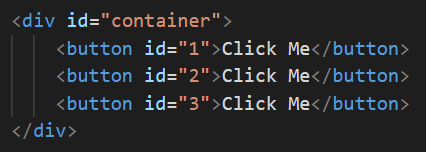 <div id="container">
<button id="1">Click Me</button>
<button id="2">Click Me</button>
<button id="3">Click Me</button>
</div>